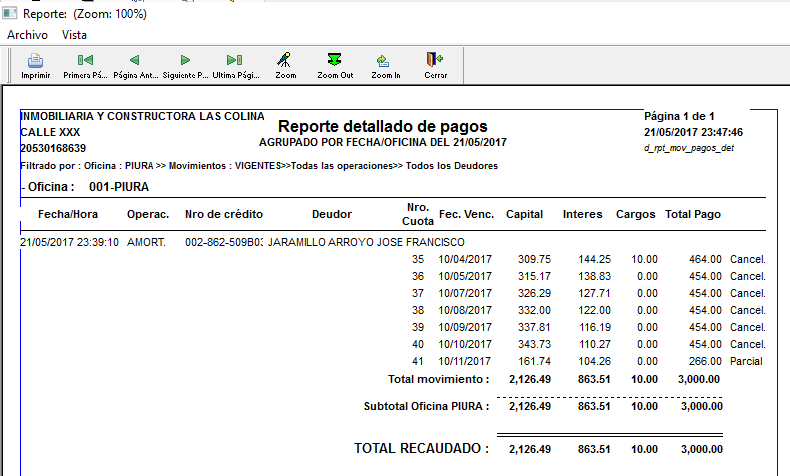 Reporte: (Zoom: 100%)
Archivo Vista
Imprimir Primera Pá... Página Ant... Siguiente P... Ultima Pági... Zoom Zoom Out Zoom In Cerrar
INMOBILIARIA Y CONSTRUCTORA LAS COLINA
CALLE XXX
20530168639
Reporte detallado de pagos
AGRUPADO POR FECHA/OFICINA DEL 21/05/2017
Página 1 de 1
21/05/2017 23:47:46
d_rpt_mov_pagos_det
Filtrado por : Oficina : PIURA >> Movimientos : VIGENTES>>Todas las operaciones>> Todos los Deudores
- Oficina : 001-PIURA
Fecha/Hora Operac. Nro de crédito Deudor Nro. Cuota Fec. Venc. Capital Interes Cargos Total Pago
21/05/2017 23:39:10 AMORT. 002-862-509B03 JARAMILLO ARROYO JOSE FRANCISCO
35 10/04/2017 309.75 144.25 10.00 464.00 Cancel.
36 10/05/2017 315.17 138.83 0.00 454.00 Cancel.
37 10/07/2017 326.29 127.71 0.00 454.00 Cancel.
38 10/08/2017 332.00 122.00 0.00 454.00 Cancel.
39 10/09/2017 337.81 116.19 0.00 454.00 Cancel.
40 10/10/2017 343.73 110.27 0.00 454.00 Cancel.
41 10/11/2017 161.74 104.26 0.00 266.00 Parcial
Total movimiento : 2,126.49 863.51 10.00 3,000.00
Subtotal Oficina PIURA : 2,126.49 863.51 10.00 3,000.00
TOTAL RECAUDADO : 2,126.49 863.51 10.00 3,000.00